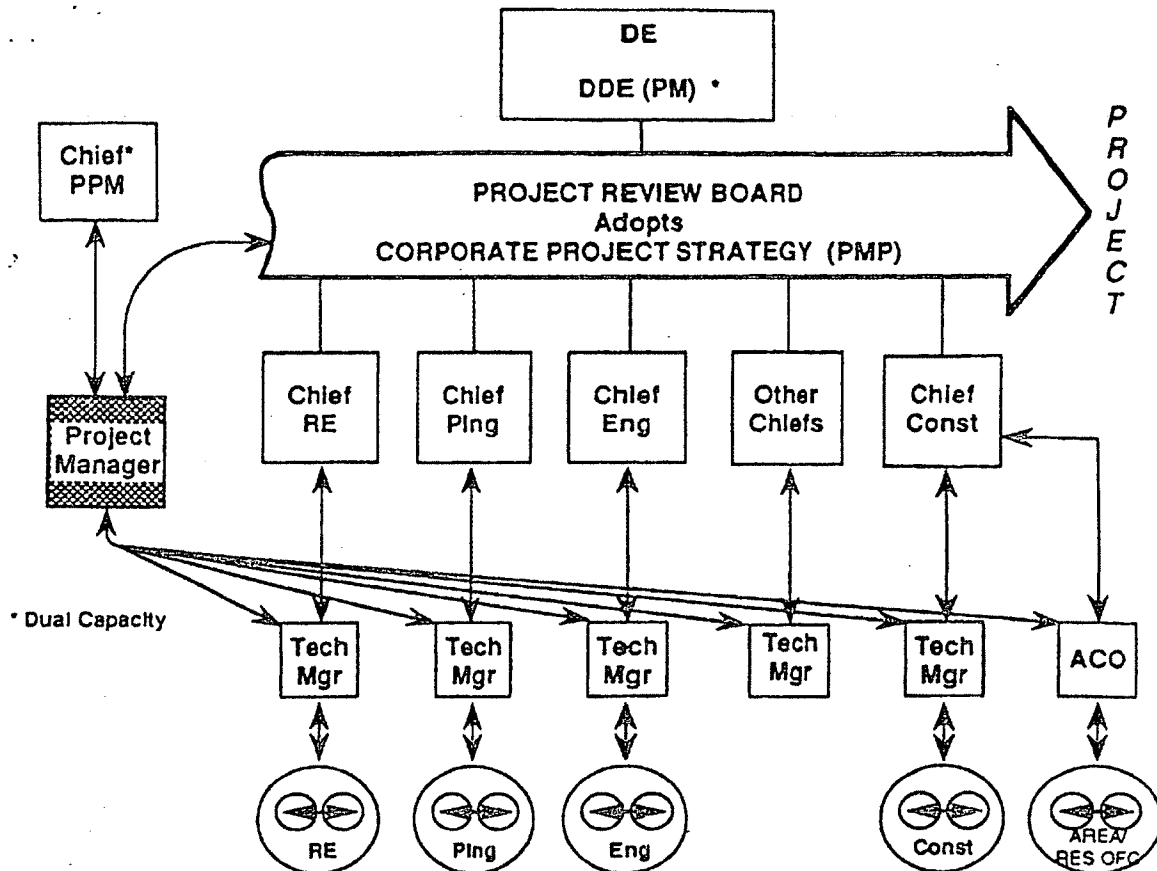 DE
DDE (PM) *
Chief*
PPM
PROJECT REVIEW BOARD
Adopts
CORPORATE PROJECT STRATEGY (PMP)
PROJECT
Project
Manager
Chief
RE
Chief
Plng
Chief
Eng
Other
Chiefs
Chief
Const
* Dual Capacity
Tech
Mgr
Tech
Mgr
Tech
Mgr
Tech
Mgr
Tech
Mgr
ACO
RE
Plng
Eng
Const
AREA/
RES OFC